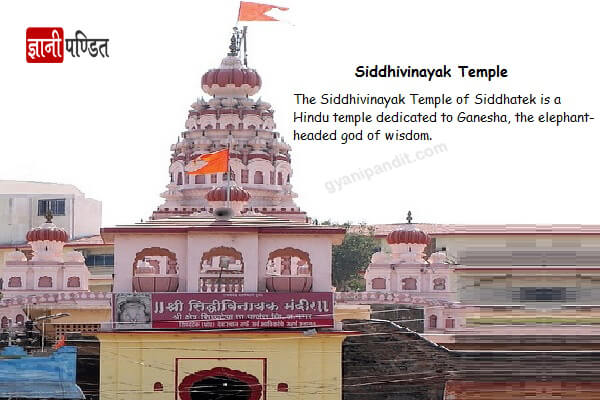 ज्ञानीपण्डित
Siddhivinayak Temple
The Siddhivinayak Temple of Siddhatek is a
Hindu temple dedicated to Ganesha, the elephant-
headed god of wisdom.
gyanipandit.com
॥श्री सिद्धीविनायक मंदिर॥